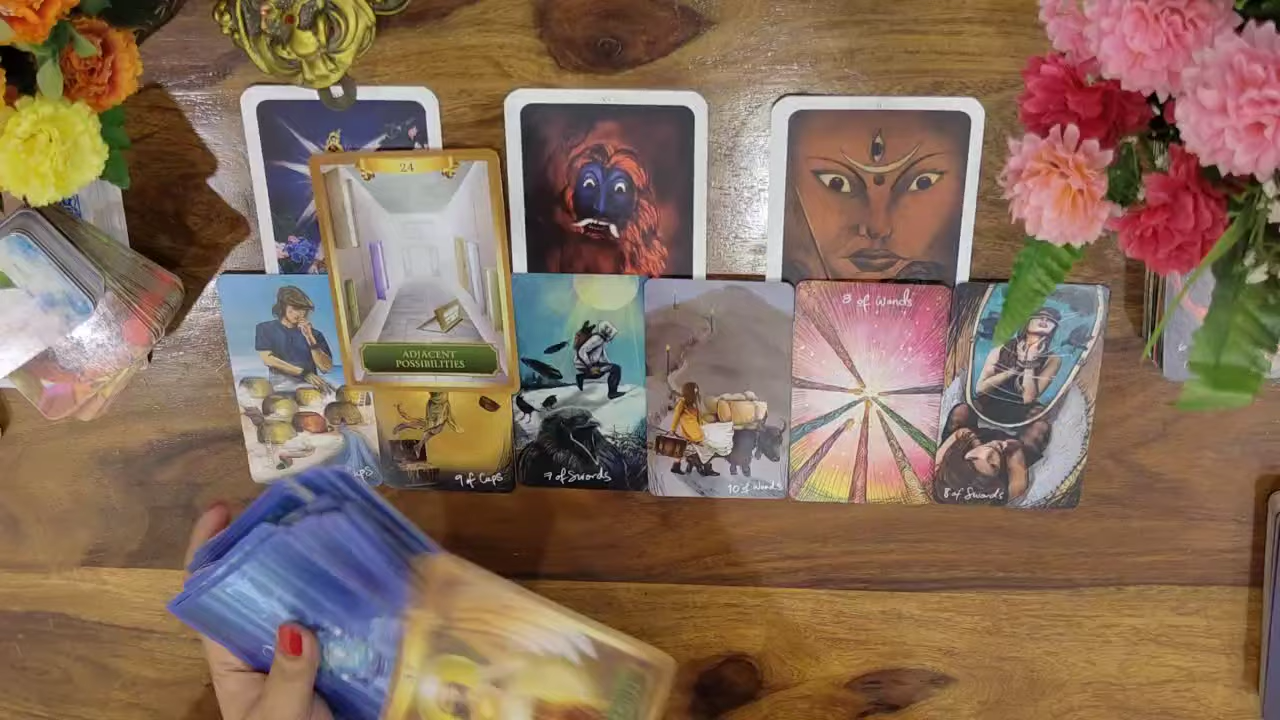 24
ADJACENT
POSSIBILITIES
8 of Wands
9 of Cups
9 of Swords
10 of Wands
8 of Swords